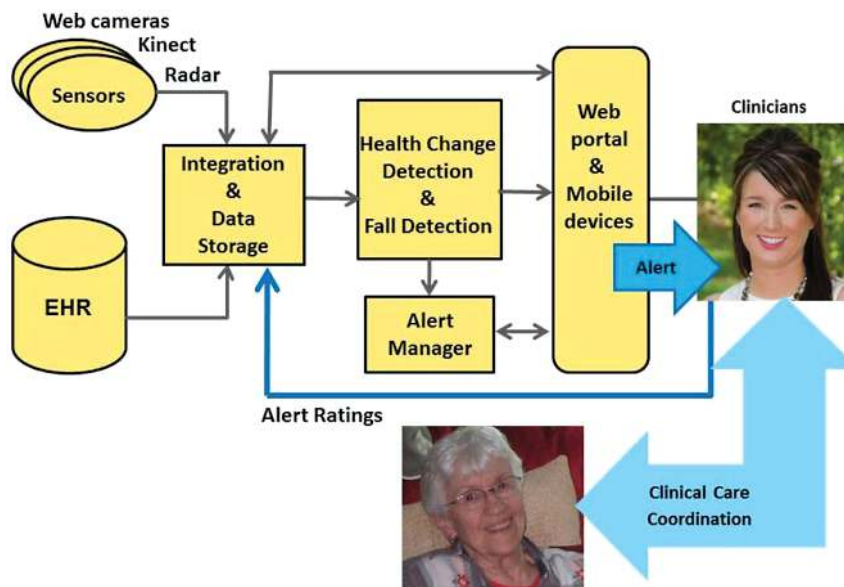 Web cameras
Kinect
Radar
Sensors
EHR
Integration
&
Data
Storage
Health Change
Detection
&
Fall Detection
Alert
Manager
Web
portal
&
Mobile
devices
Clinicians
Alert
Alert Ratings
Clinical Care
Coordination